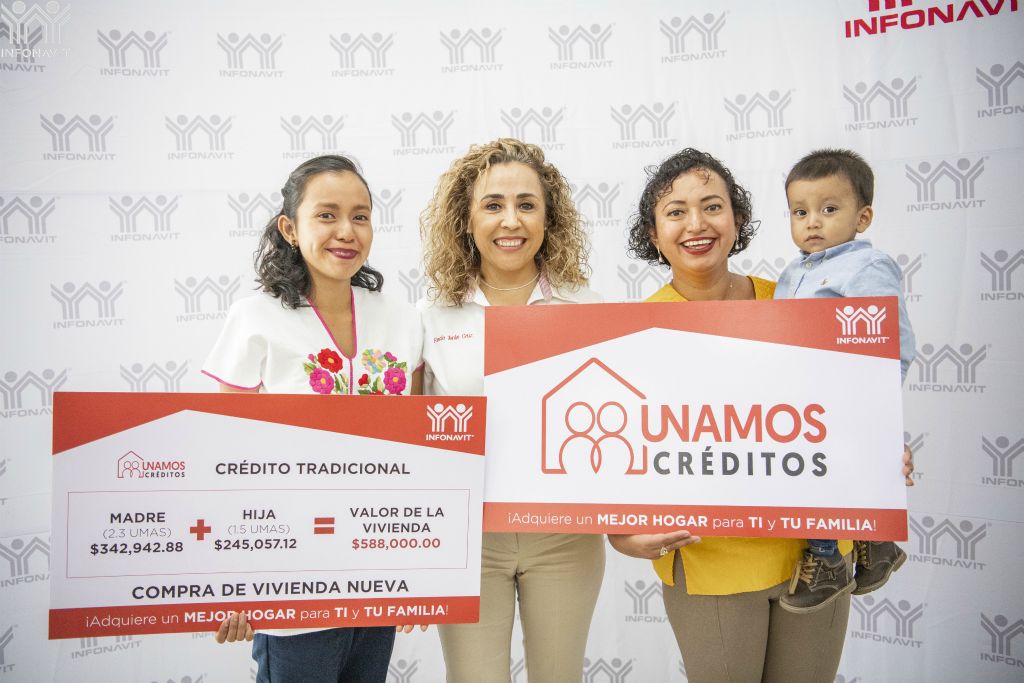 INFONAVIT
INFONAVIT
INFONAVIT
UNAMOS
CRÉDITOS
CRÉDITO TRADICIONAL
MADRE
(2.3 UMAS)
$342,942.88
+
HIJA
(1.5 UMAS)
$245,057.12
=
VALOR DE LA
VIVIENDA
$588,000.00
COMPRA DE VIVIENDA NUEVA
¡Adquiere un MEJOR HOGAR para TI y TU FAMILIA!
INFONAVIT
UNAMOS
CRÉDITOS
¡Adquiere un MEJOR HOGAR para TI y TU FAMILIA!